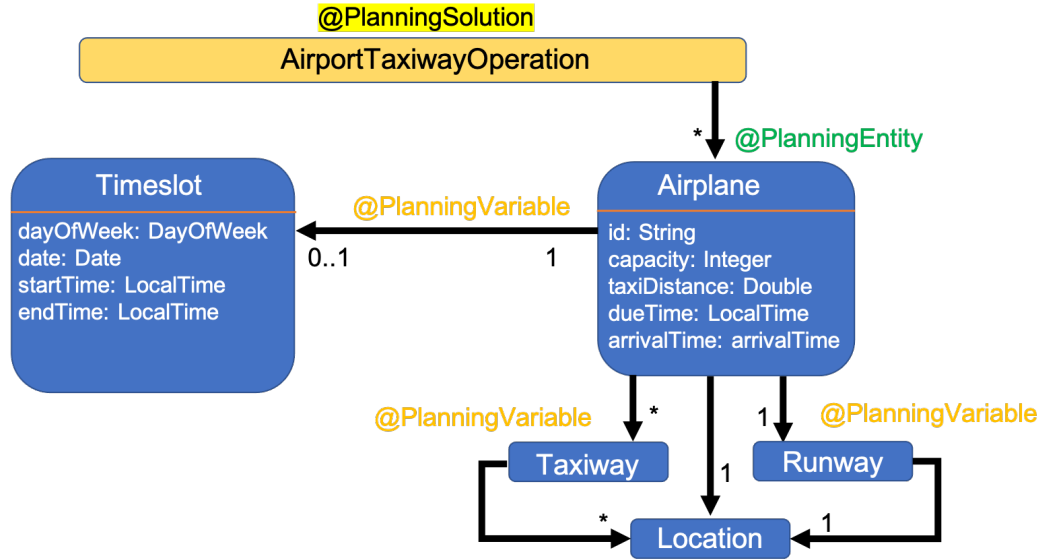 @PlanningSolution
AirportTaxiwayOperation
*
@PlanningEntity
Timeslot
dayOfWeek: DayOfWeek
date: Date
startTime: LocalTime
endTime: LocalTime
@PlanningVariable
0..1
1
Airplane
id: String
capacity: Integer
taxiDistance: Double
dueTime: LocalTime
arrivalTime: arrivalTime
@PlanningVariable
*
1
@PlanningVariable
Taxiway
1
Runway
*
Location
1